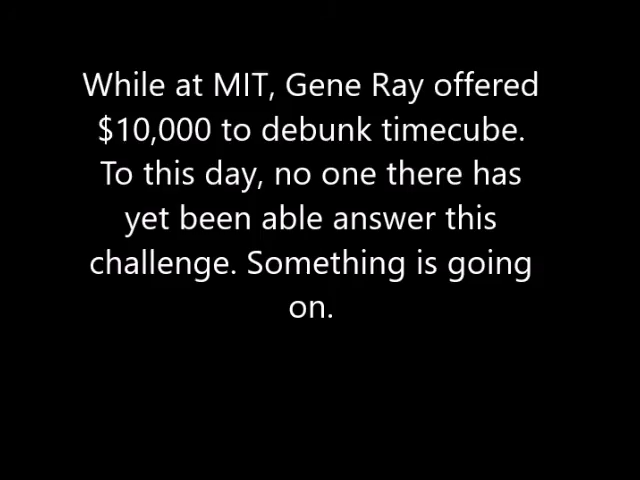 While at MIT, Gene Ray offered
$10,000 to debunk timecube.
To this day, no one there has
yet been able answer this
challenge. Something is going
on.